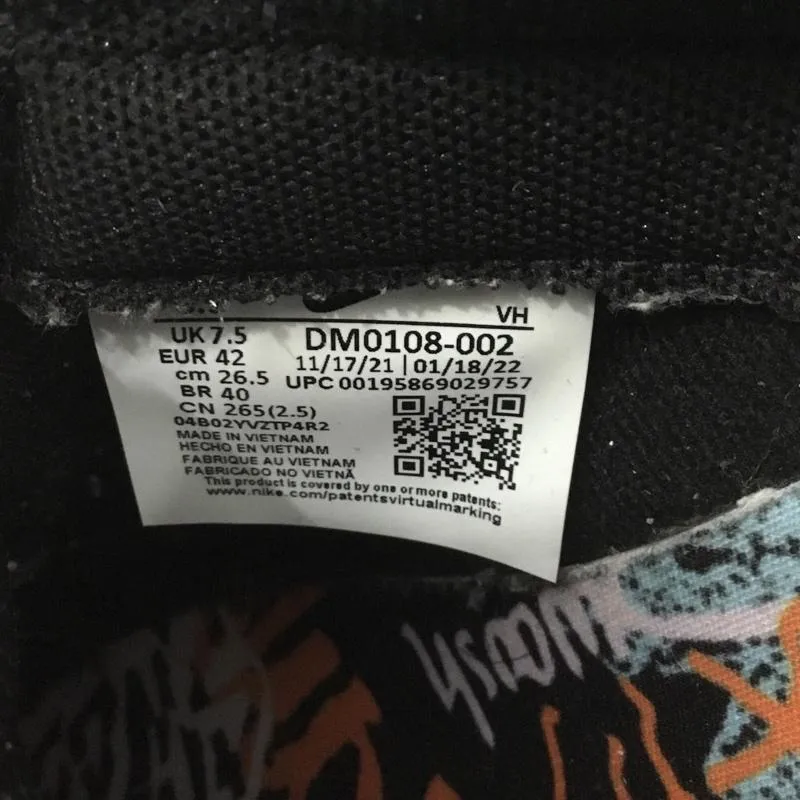 VH
UK 7.5
EUR 42
cm 26.5
BR 40
CN 265(2.5)
04B02YVZTP4R2
DM0108-002
11/17/21 | 01/18/22
UPC 00195869029757
MADE IN VIETNAM
HECHO EN VIETNAM
FABRIQUE AU VIETNAM
FABRICADO NO VIETNÃ
This product is covered by one or more patents:
www.nike.com/patentsvirtualmarking